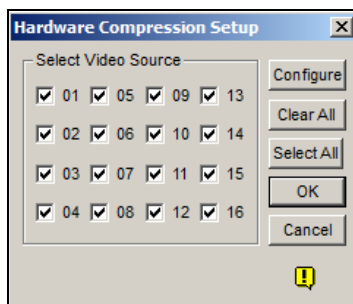 Hardware Compression Setup
Select Video Source
01 05 09 13
02 06 10 14
03 07 11 15
04 08 12 16
Configure
Clear All
Select All
OK
Cancel